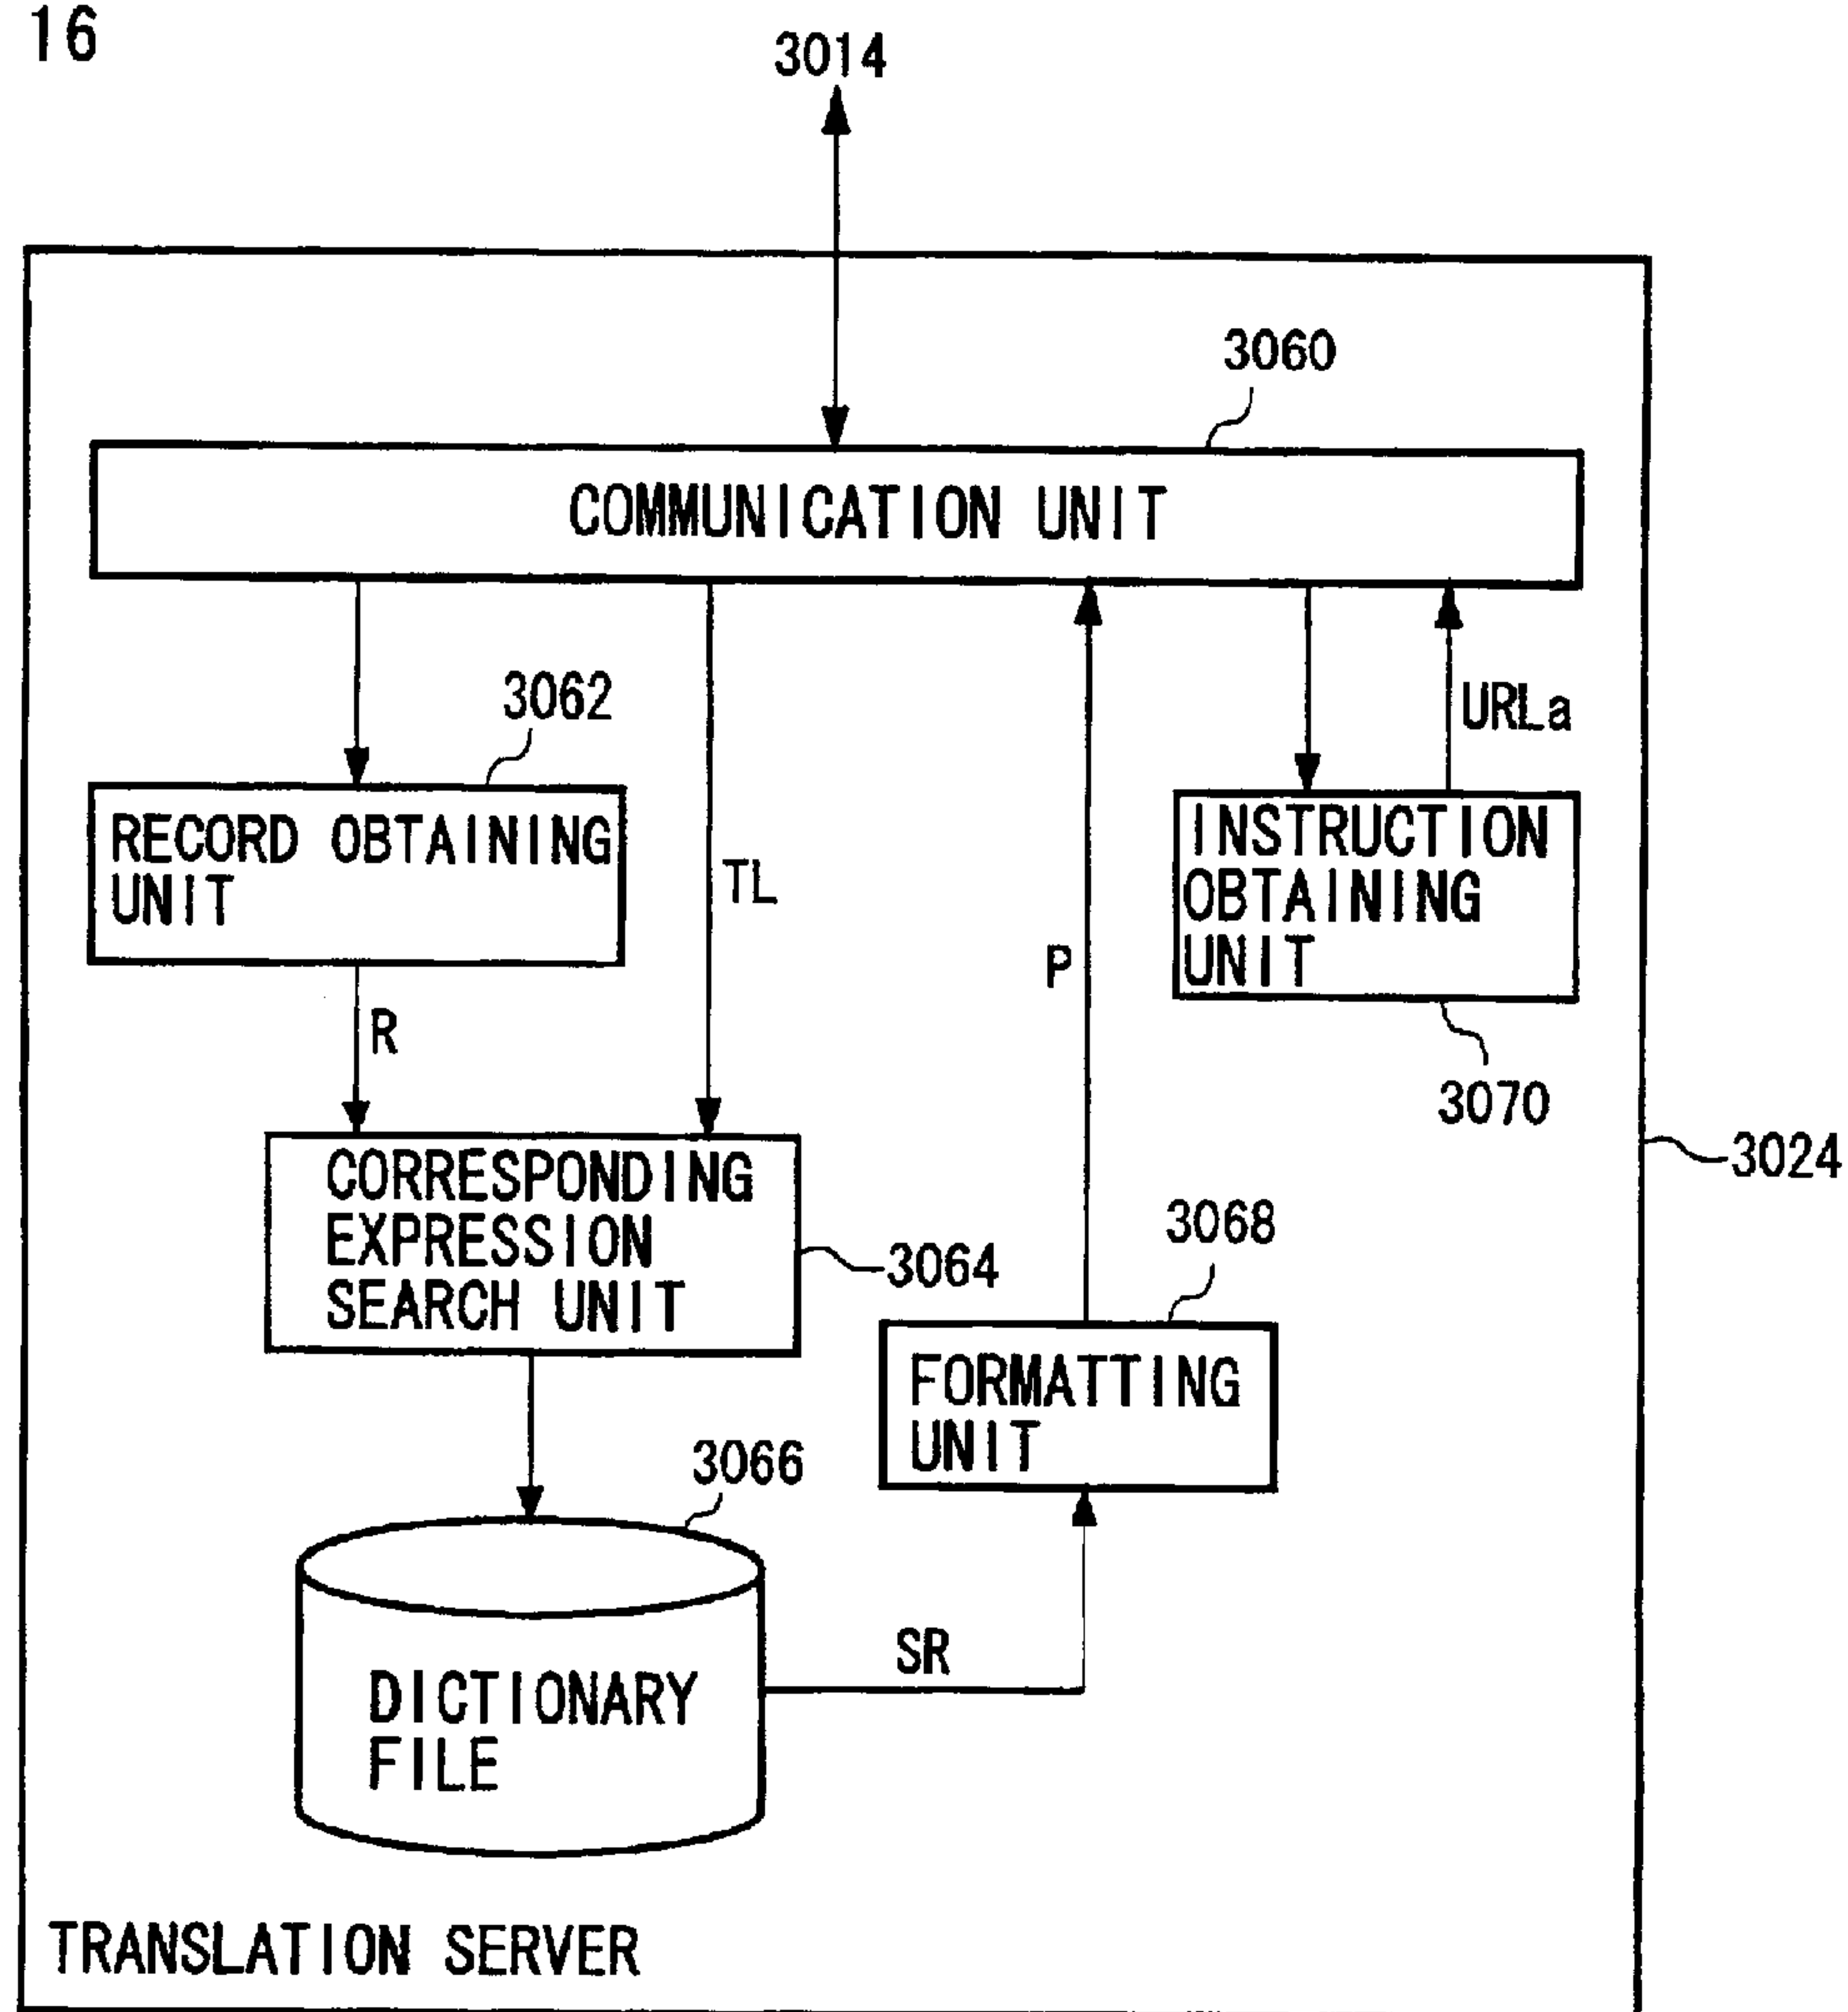 16
3014
3060
COMMUNICATION UNIT
3062
URLa
RECORD OBTAINING
UNIT
TL
INSTRUCTION
OBTAINING
UNIT
P
R
3070
3024
CORRESPONDING
EXPRESSION
SEARCH UNIT
3064
3068
FORMATTING
UNIT
3066
SR
DICTIONARY
FILE
TRANSLATION SERVER